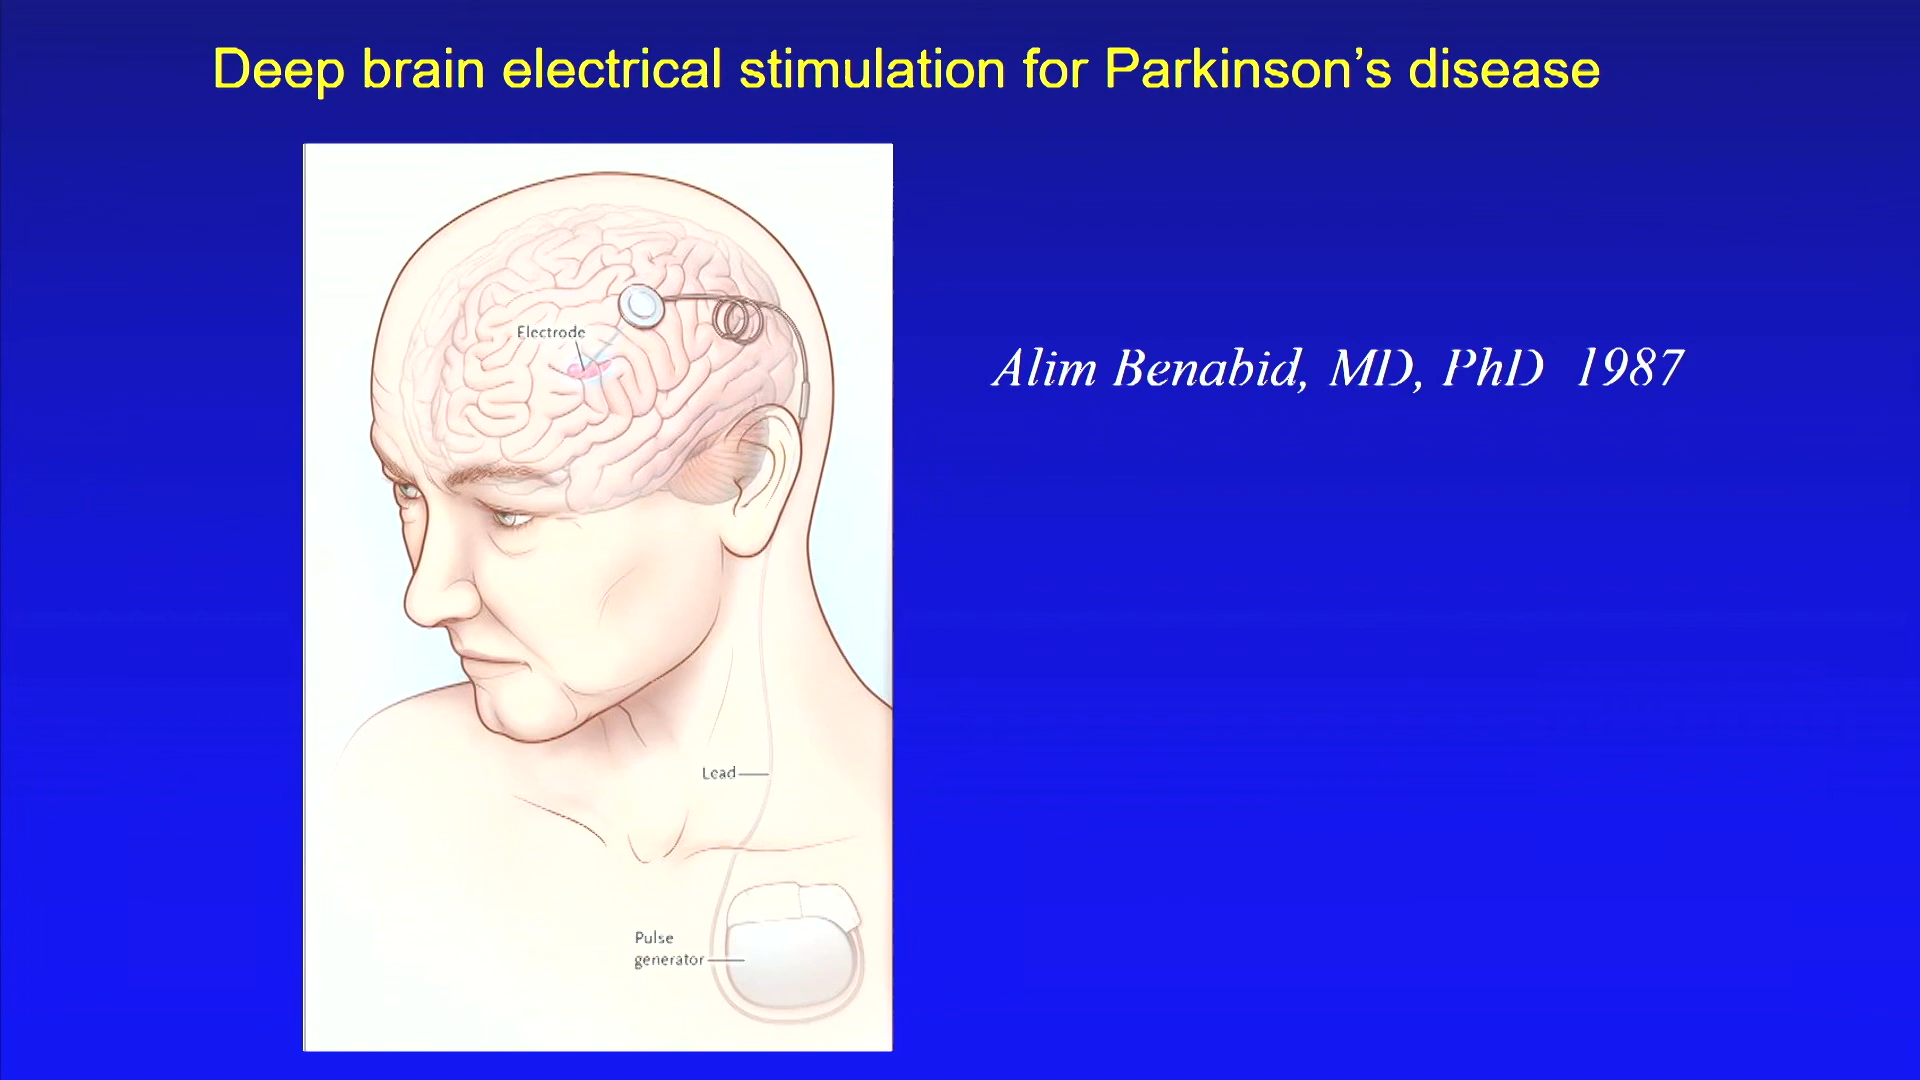 Deep brain electrical stimulation for Parkinson’s disease
Electrode
Alim Benabid, MD, PhD 1987
Lead
Pulse
generator